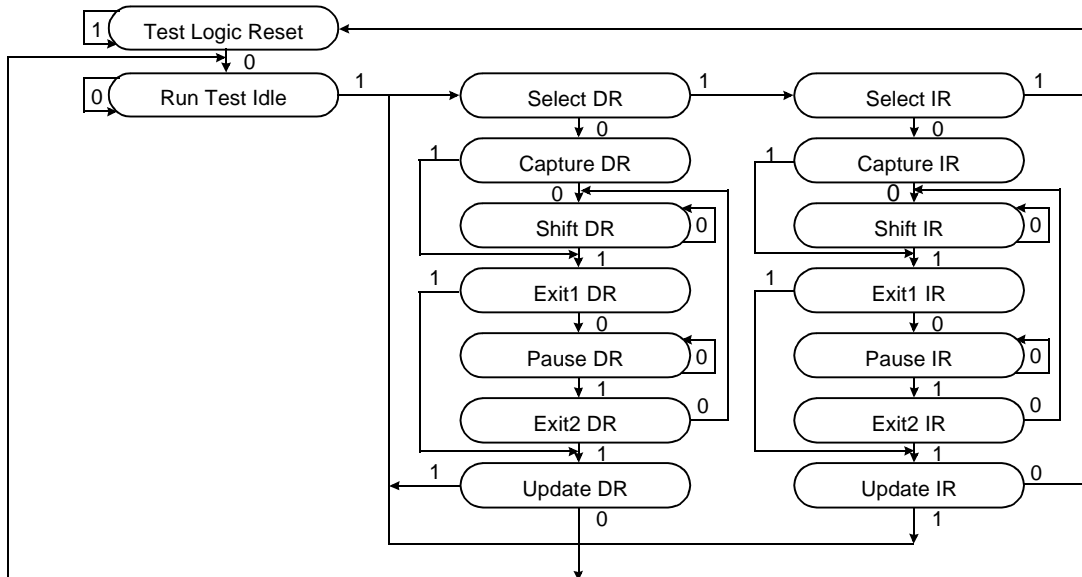 1
Test Logic Reset
0
0
Run Test Idle
1
Select DR
1
Select IR
1
0
0
1
Capture DR
1
Capture IR
0
0
Shift DR
0
Shift IR
0
1
1
1
Exit1 DR
1
Exit1 IR
0
0
Pause DR
0
Pause IR
0
1
1
Exit2 DR
0
Exit2 IR
0
1
1
1
Update DR
Update IR
0
0
1